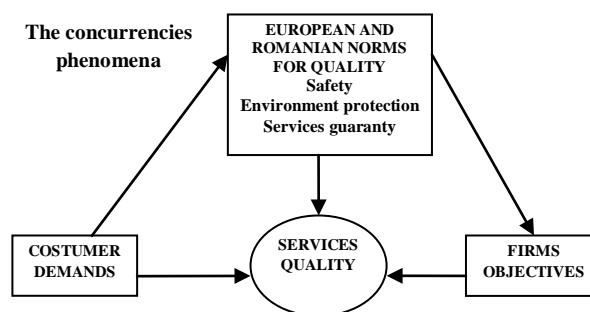 The concurrencies
phenomena
EUROPEAN AND
ROMANIAN NORMS
FOR QUALITY
Safety
Environment protection
Services guaranty
COSTUMER
DEMANDS
SERVICES
QUALITY
FIRMS
OBJECTIVES